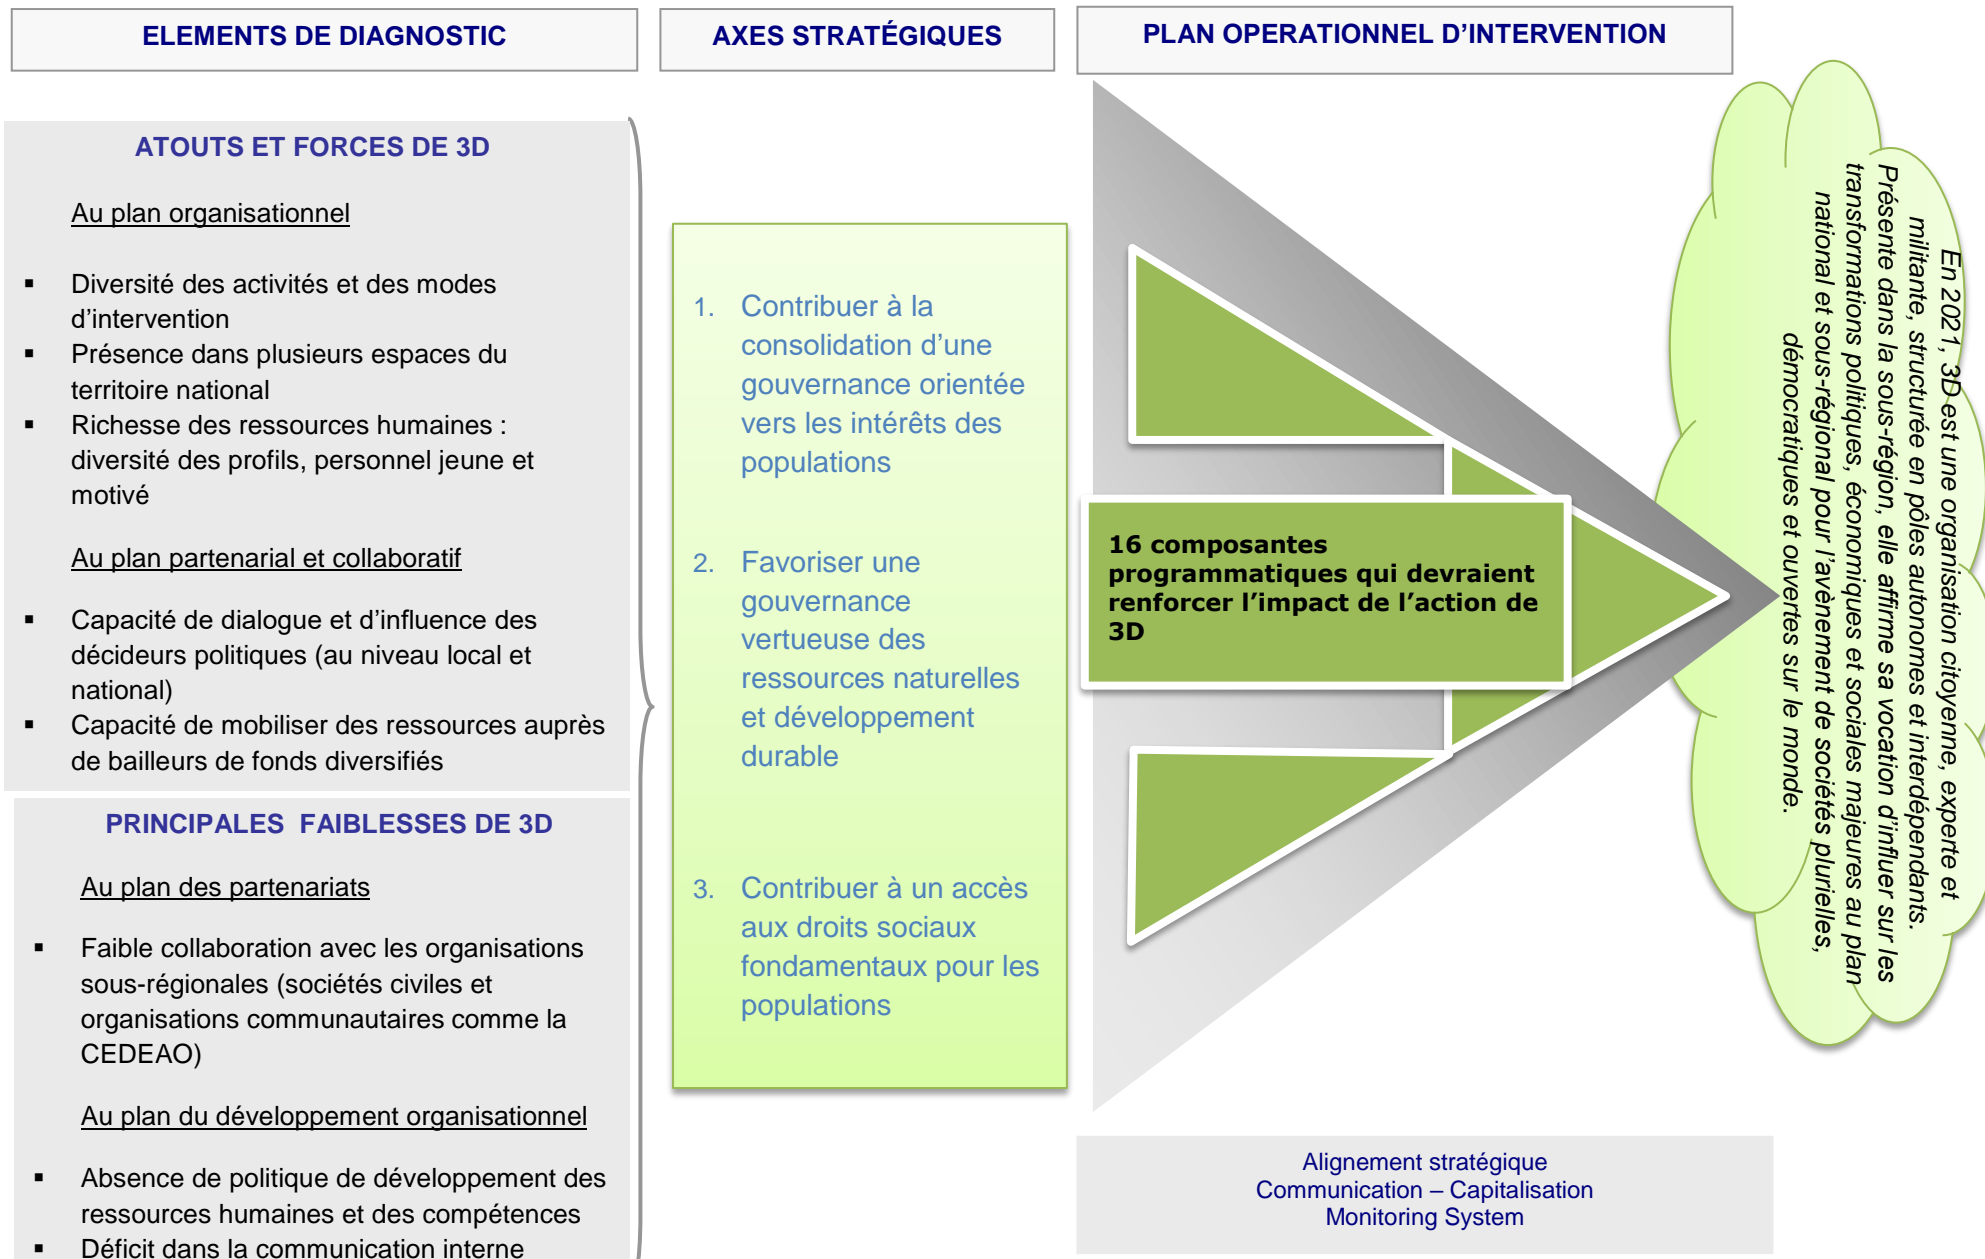 ELEMENTS DE DIAGNOSTIC
AXES STRATÉGIQUES
PLAN OPERATIONNEL D’INTERVENTION
ATOUTS ET FORCES DE 3D
Au plan organisationnel
▪ Diversité des activités et des modes
d’intervention
▪ Présence dans plusieurs espaces du
territoire national
▪ Richesse des ressources humaines :
diversité des profils, personnel jeune et
motivé
Au plan partenarial et collaboratif
▪ Capacité de dialogue et d’influence des
décideurs politiques (au niveau local et
national)
▪ Capacité de mobiliser des ressources auprès
de bailleurs de fonds diversifiés
PRINCIPALES FAIBLESSES DE 3D
Au plan des partenariats
▪ Faible collaboration avec les organisations
sous-régionales (sociétés civiles et
organisations communautaires comme la
CEDEAO)
Au plan du développement organisationnel
▪ Absence de politique de développement des
ressources humaines et des compétences
▪ Déficit dans la communication interne
1. Contribuer à la
consolidation d’une
gouvernance orientée
vers les intérêts des
populations
2. Favoriser une
gouvernance
vertueuse des
ressources naturelles
et développement
durable
3. Contribuer à un accès
aux droits sociaux
fondamentaux pour les
populations
16 composantes
programmatiques qui devraient
renforcer l’impact de l’action de
3D
En 2021, 3D est une organisation citoyenne, experte et
militante, structurée en pôles autonomes et interdépendants.
Présente dans la sous-région, elle affirme sa vocation d’influer sur les
transformations politiques, économiques et sociales majeures au plan
national et sous-régional pour l’avènement de sociétés plurielles,
démocratiques et ouvertes sur le monde.
Alignement stratégique
Communication – Capitalisation
Monitoring System